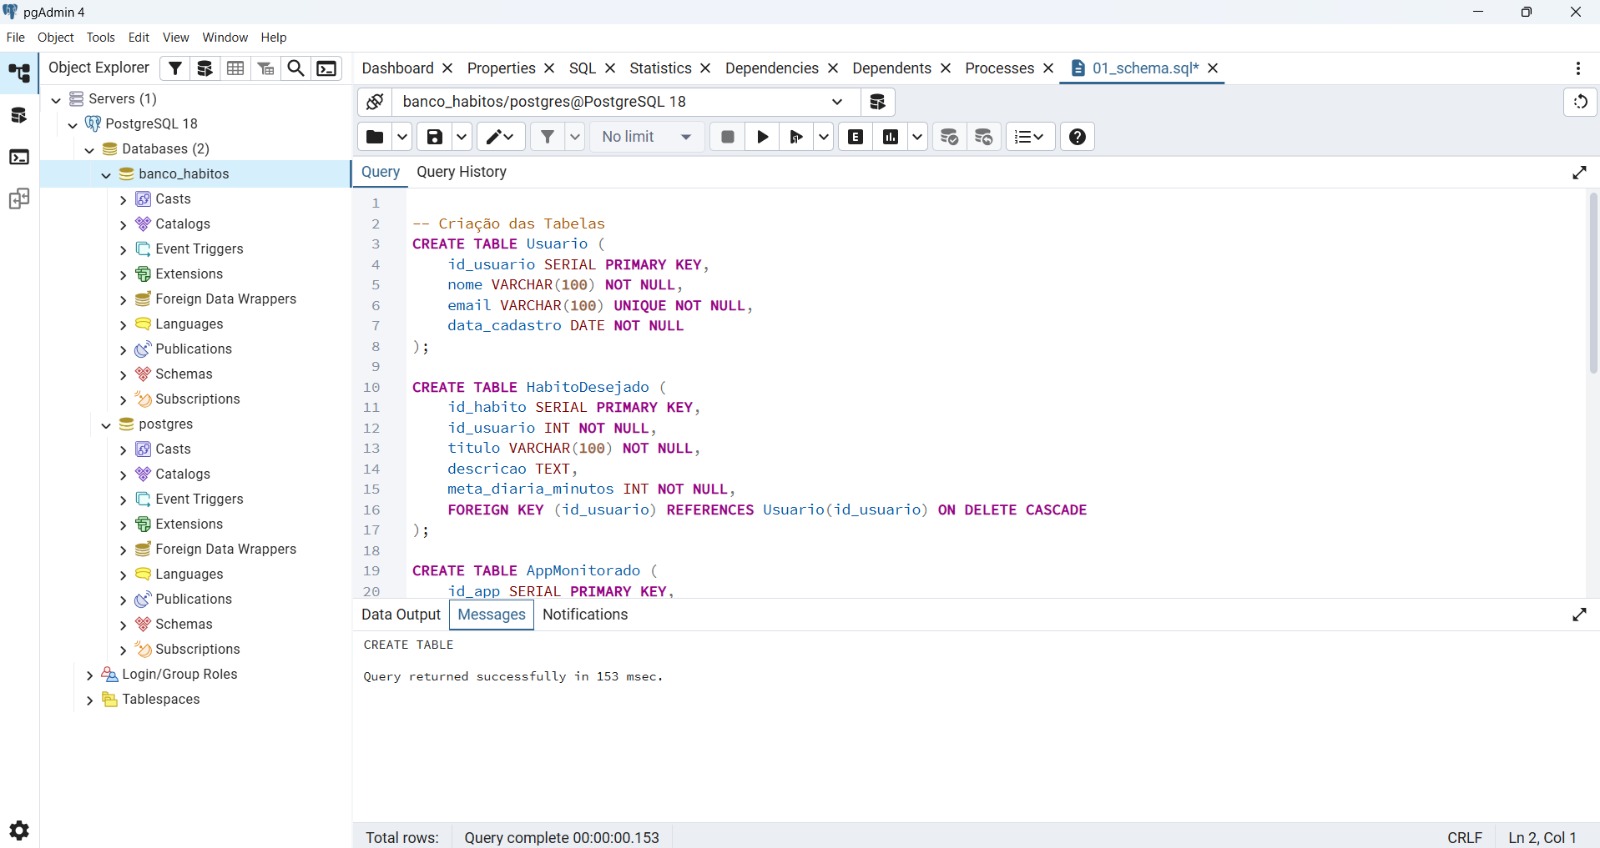 pgAdmin 4
File Object Tools Edit View Window Help
Object Explorer
Dashboard Properties SQL Statistics Dependencies Dependents Processes 01_schema.sql*
Servers (1)
PostgreSQL 18
Databases (2)
banco_habitos
Casts
Catalogs
Event Triggers
Extensions
Foreign Data Wrappers
Languages
Publications
Schemas
Subscriptions
postgres
Casts
Catalogs
Event Triggers
Extensions
Foreign Data Wrappers
Languages
Publications
Schemas
Subscriptions
Login/Group Roles
Tablespaces
banco_habitos/postgres@PostgreSQL 18
No limit
E
Query Query History
1
2 -- Criação das Tabelas
3 CREATE TABLE Usuario (
4 id_usuario SERIAL PRIMARY KEY,
5 nome VARCHAR(100) NOT NULL,
6 email VARCHAR(100) UNIQUE NOT NULL,
7 data_cadastro DATE NOT NULL
8 );
9
10 CREATE TABLE HabitoDesejado (
11 id_habito SERIAL PRIMARY KEY,
12 id_usuario INT NOT NULL,
13 titulo VARCHAR(100) NOT NULL,
14 descricao TEXT,
15 meta_diaria_minutos INT NOT NULL,
16 FOREIGN KEY (id_usuario) REFERENCES Usuario(id_usuario) ON DELETE CASCADE
17 );
18
19 CREATE TABLE AppMonitorado (
20 id_app SERIAL PRIMARY KEY,
Data Output Messages Notifications
CREATE TABLE
Query returned successfully in 153 msec.
Total rows: Query complete 00:00:00.153 CRLF Ln 2, Col 1